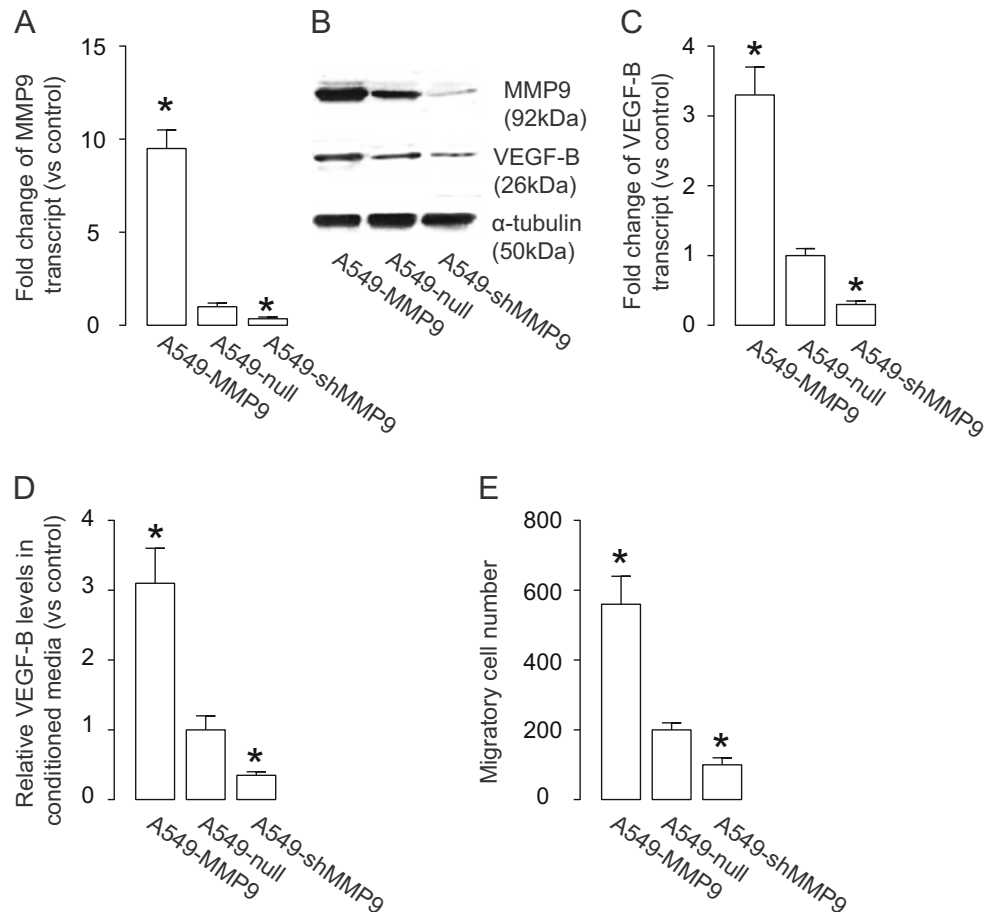 A
Fold change of MMP9
transcript (vs control)
15
10
5
0
*
*
A549-MMP9
A549-null
A549-shMMP9
B
MMP9
(92kDa)
VEGF-B
(26kDa)
α-tubulin
(50kDa)
A549-MMP9
A549-null
A549-shMMP9
C
Fold change of VEGF-B
transcript (vs control)
4
3
2
1
0
*
*
A549-MMP9
A549-null
A549-shMMP9
D
Relative VEGF-B levels in
conditioned media (vs control)
4
3
2
1
0
*
*
A549-MMP9
A549-null
A549-shMMP9
E
Migratory cell number
800
600
400
200
0
*
*
A549-MMP9
A549-null
A549-shMMP9